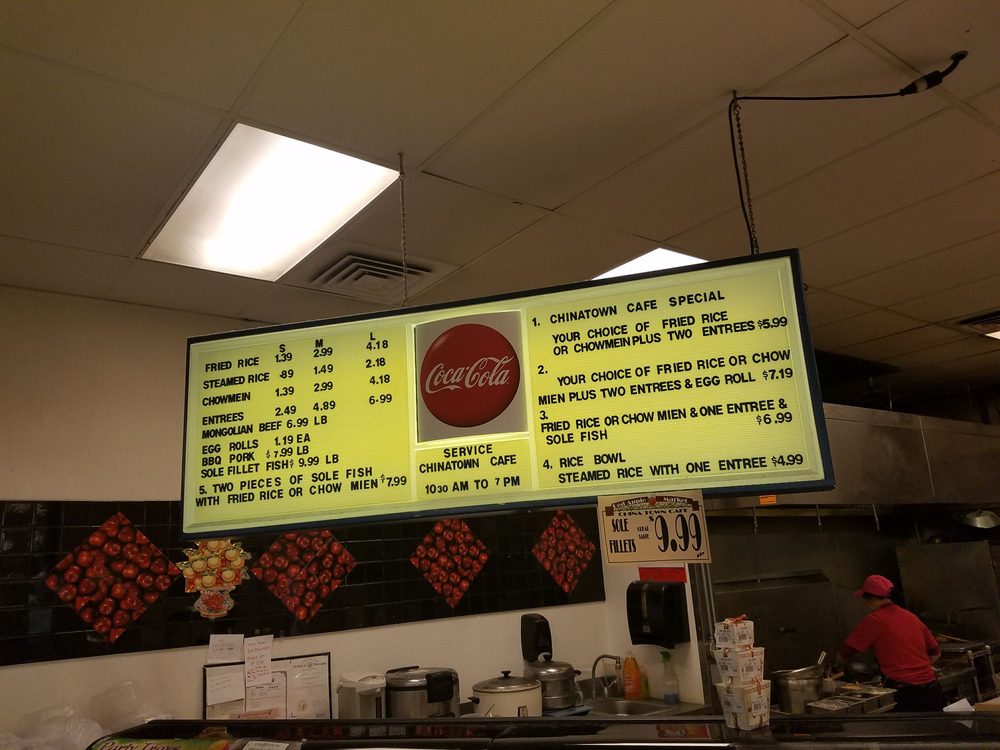 S M L
FRIED RICE 1.39 2.99 4.18
STEAMED RICE .89 1.49 2.18
CHOWMEIN 1.39 2.99 4.18
ENTREES 2.49 4.89 6.99
MONGOLIAN BEEF 6.99 LB
EGG ROLLS 1.19 EA
BBQ PORK $7.99 LB
SOLE FILLET FISH$ 9.99 LB
5. TWO PIECES OF SOLE FISH
WITH FRIED RICE OR CHOW MIEN $7.99
Coca-Cola
SERVICE
CHINATOWN CAFE
1030 AM TO 7 PM
1. CHINATOWN CAFE SPECIAL
YOUR CHOICE OF FRIED RICE
OR CHOWMEIN PLUS TWO ENTREES $5.99
2.
YOUR CHOICE OF FRIED RICE OR CHOW
MIEN PLUS TWO ENTREES & EGG ROLL $7.19
3.
FRIED RICE OR CHOW MIEN & ONE ENTREE &
SOLE FISH $6.99
4. RICE BOWL
STEAMED RICE WITH ONE ENTREE $4.99
Red Apple Market
CHINA TOWN CAFE
SOLE
FILLETS
GREAT
TASTE
$9.99
Party Trays